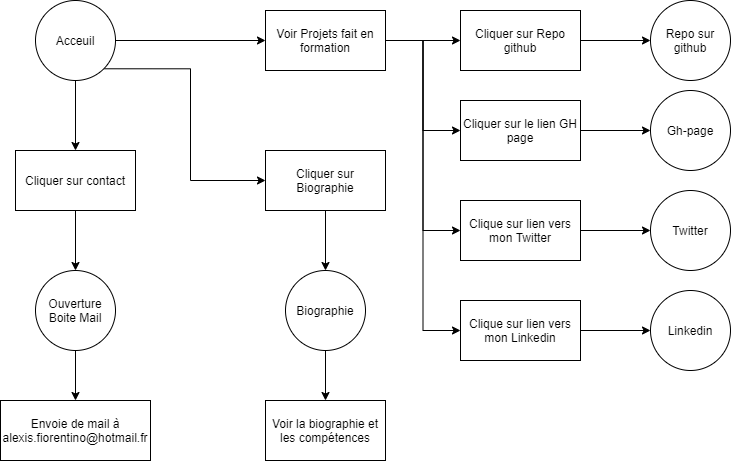 Acceuil
Voir Projets fait en
formation
Cliquer sur Repo
github
Repo sur
github
Cliquer sur le lien GH
page
Gh-page
Cliquer sur contact
Cliquer sur
Biographie
Clique sur lien vers
mon Twitter
Twitter
Ouverture
Boite Mail
Biographie
Clique sur lien vers
mon Linkedin
Linkedin
Envoie de mail à
alexis.fiorentino@hotmail.fr
Voir la biographie et
les compétences